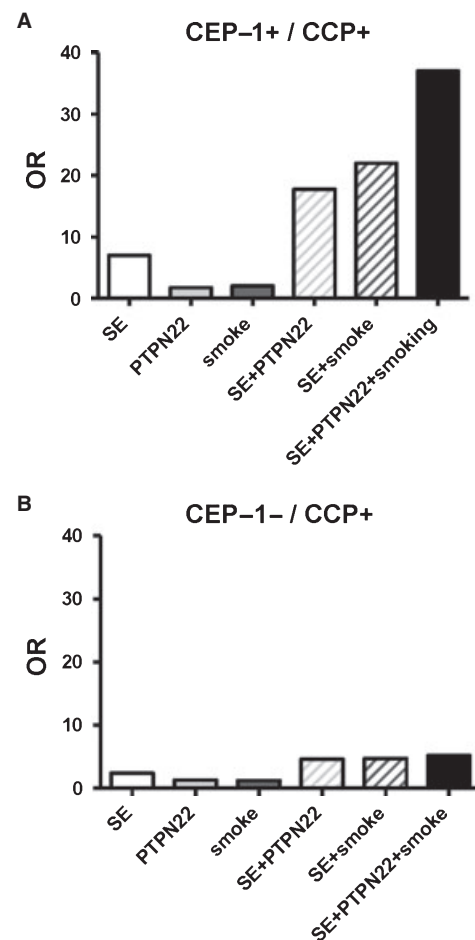 A
CEP–1+ / CCP+
OR
40
30
20
10
0
SE
PTPN22
smoke
SE+PTPN22
SE+smoke
SE+PTPN22+smoking
B
CEP–1– / CCP+
OR
40
30
20
10
0
SE
PTPN22
smoke
SE+PTPN22
SE+smoke
SE+PTPN22+smoke